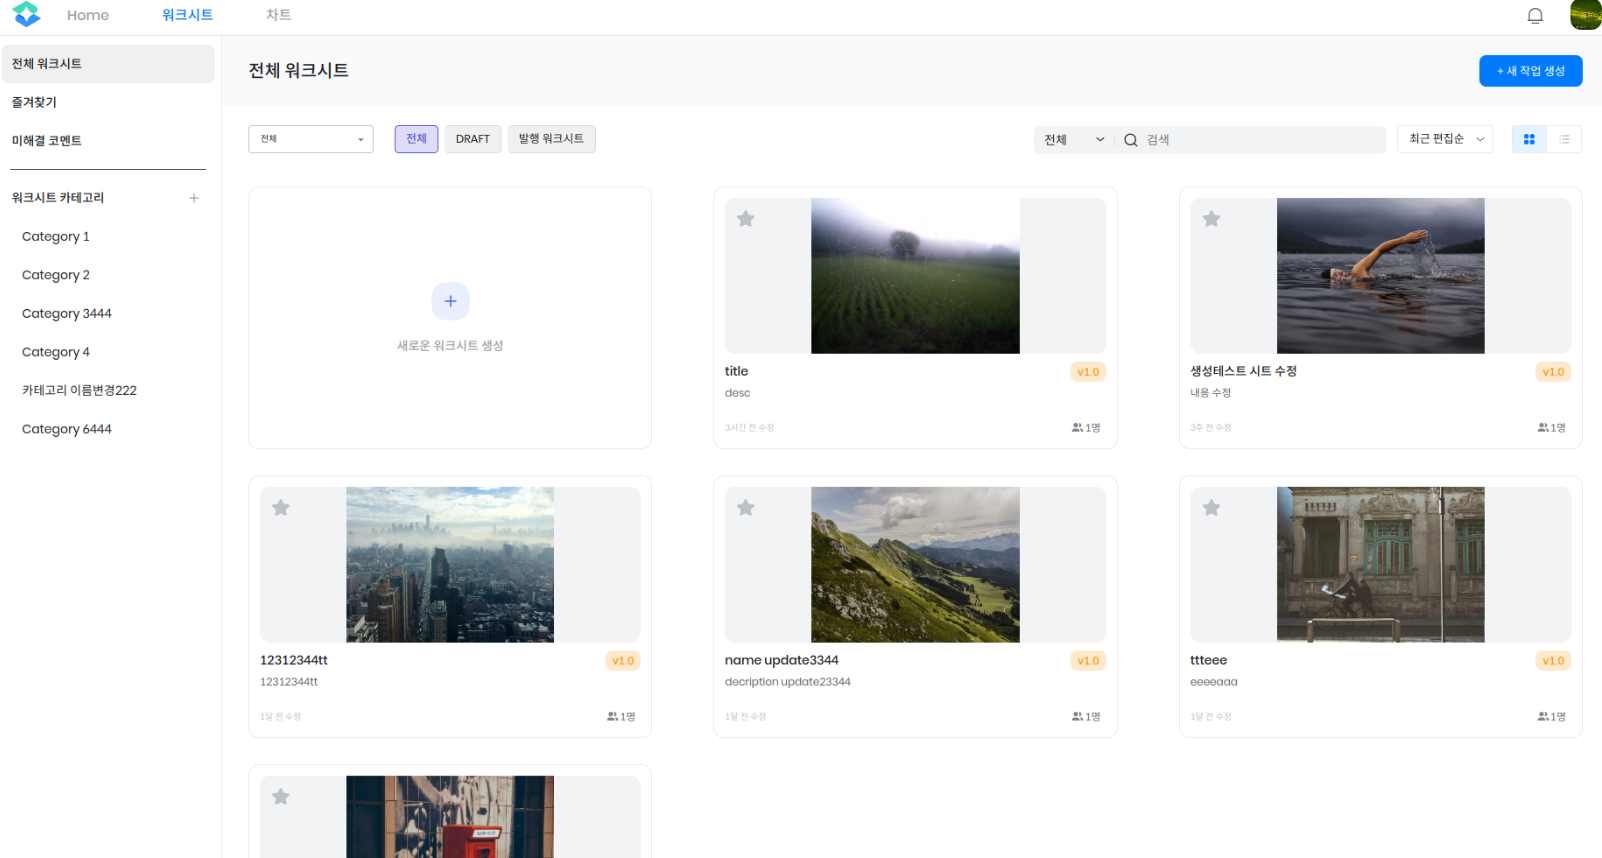 Home 워크시트 차트
전체 워크시트
즐겨찾기
미해결 코멘트
워크시트 카테고리
Category 1
Category 2
Category 3444
Category 4
카테고리 이름변경222
Category 6444
전체 워크시트
+ 새 작업 생성
전체 전체 DRAFT 발행 워크시트 전체 검색 최근 편집순
새로운 워크시트 생성
title v1.0
desc
3시간 전 수정 1명
생성테스트 시트 수정 v1.0
내용 수정
3주 전 수정 1명
12312344tt v1.0
12312344tt
1달 전 수정 1명
name update3344 v1.0
decription update23344
1달 전 수정 1명
ttteee v1.0
eeeeaaa
1달 전 수정 1명